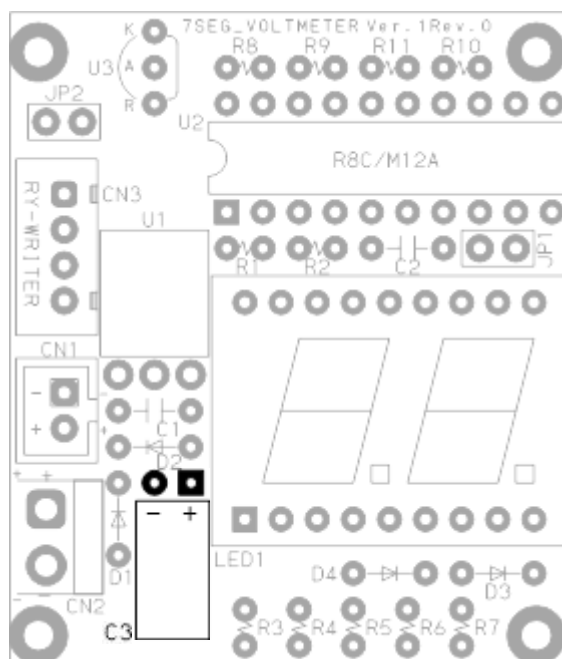 7SEG_VOLTMETER Ver.1Rev.0
K
A
R
U3
R8 R9 R11 R10
JP2
U2
R8C/M12A
CN3
RY-WRITER
U1
R1 R2 C2 JP1
CN1
-
-
+
+
C1
D2
+ +
- +
D1
LED1
D4 D3
- -
CN2
C3
R3 R4 R5 R6 R7